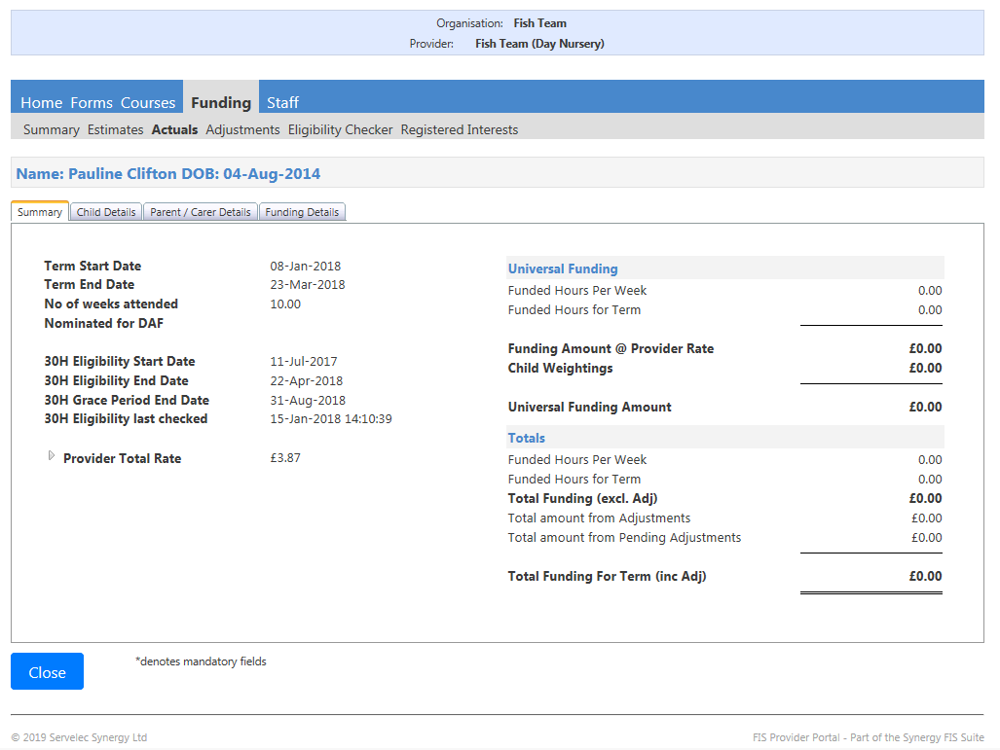 Organisation: Fish Team
Provider: Fish Team (Day Nursery)
Home Forms Courses Funding Staff
Summary Estimates Actuals Adjustments Eligibility Checker Registered Interests
Name: Pauline Clifton DOB: 04-Aug-2014
Summary Child Details Parent / Carer Details Funding Details
Term Start Date 08-Jan-2018
Term End Date 23-Mar-2018
No of weeks attended 10.00
Nominated for DAF
30H Eligibility Start Date 11-Jul-2017
30H Eligibility End Date 22-Apr-2018
30H Grace Period End Date 31-Aug-2018
30H Eligibility last checked 15-Jan-2018 14:10:39
Provider Total Rate £3.87
Universal Funding
Funded Hours Per Week 0.00
Funded Hours for Term 0.00
Funding Amount @ Provider Rate £0.00
Child Weightings £0.00
Universal Funding Amount £0.00
Totals
Funded Hours Per Week 0.00
Funded Hours for Term 0.00
Total Funding (excl. Adj) £0.00
Total amount from Adjustments £0.00
Total amount from Pending Adjustments £0.00
Total Funding For Term (inc Adj) £0.00
Close *denotes mandatory fields
© 2019 Servelec Synergy Ltd FIS Provider Portal - Part of the Synergy FIS Suite